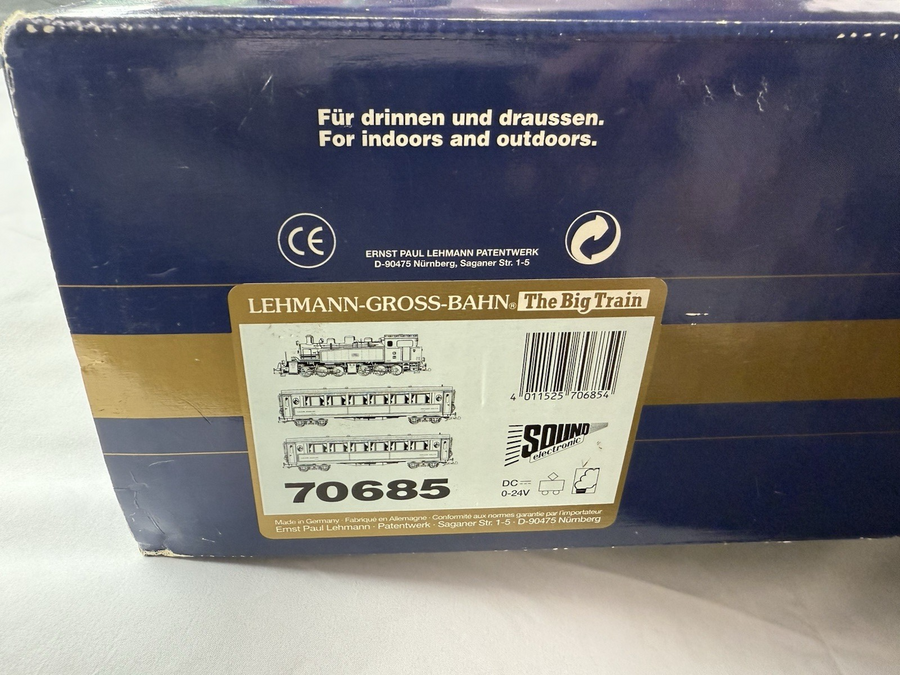 Für drinnen und draussen.
For indoors and outdoors.
CE
ERNST PAUL LEHMANN PATENTWERK
D-90475 Nürnberg, Saganer Str. 1-5
LEHMANN-GROSS-BAHN® The Big Train
4 011525 706854
SOUND
electronic
70685
DC
0-24V
Made in Germany · Fabriqué en Allemagne · Conformité aux normes garantie par l'importateur
Ernst Paul Lehmann · Patentwerk · Saganer Str. 1-5 · D-90475 Nürnberg